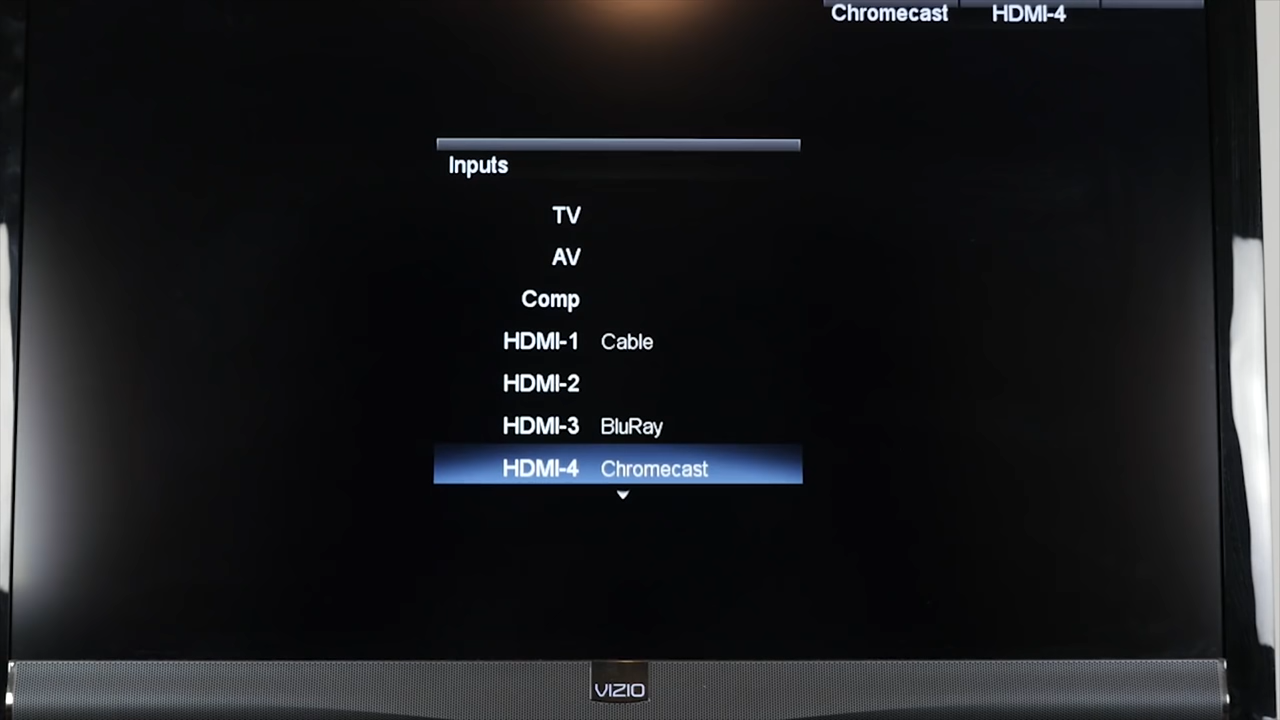 Chromecast HDMI-4
Inputs
TV
AV
Comp
HDMI-1 Cable
HDMI-2
HDMI-3 BluRay
HDMI-4 Chromecast
VIZIO